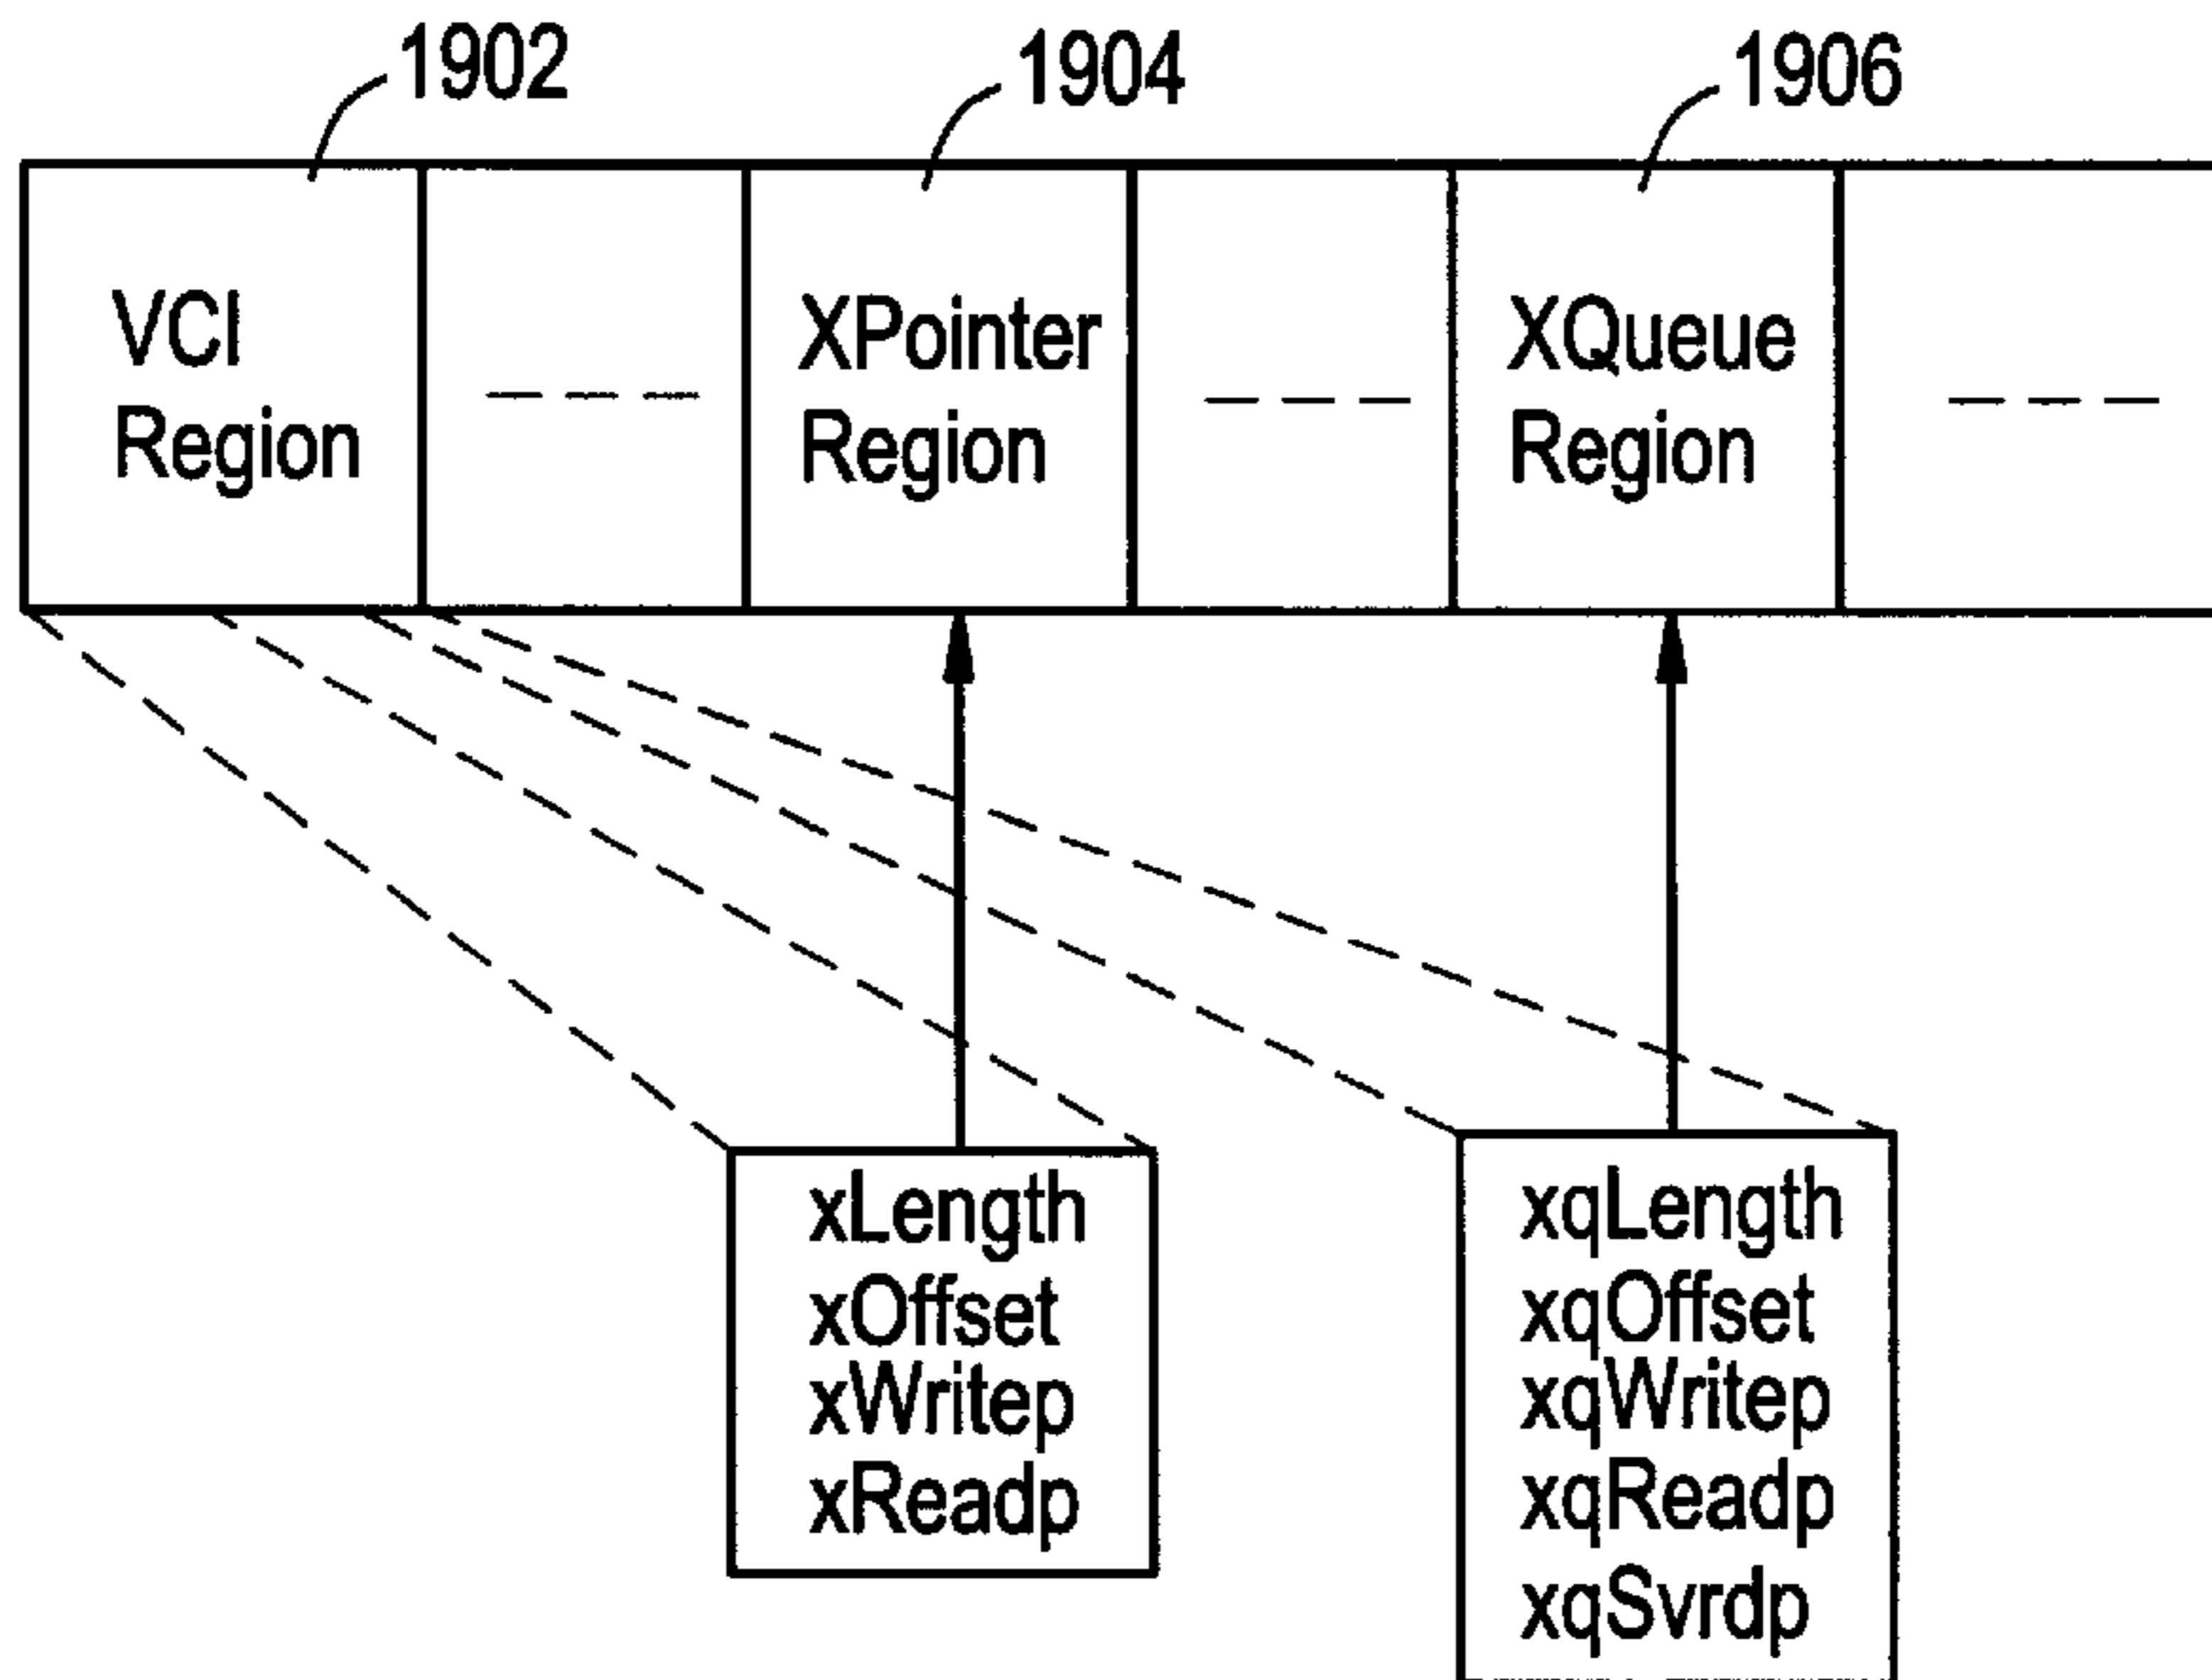 1902
1904
1906
VCI
Region
XPointer
Region
XQueue
Region
xLength
xOffset
xWritep
xReadp
xqLength
xqOffset
xqWritep
xqReadp
xqSvrdp